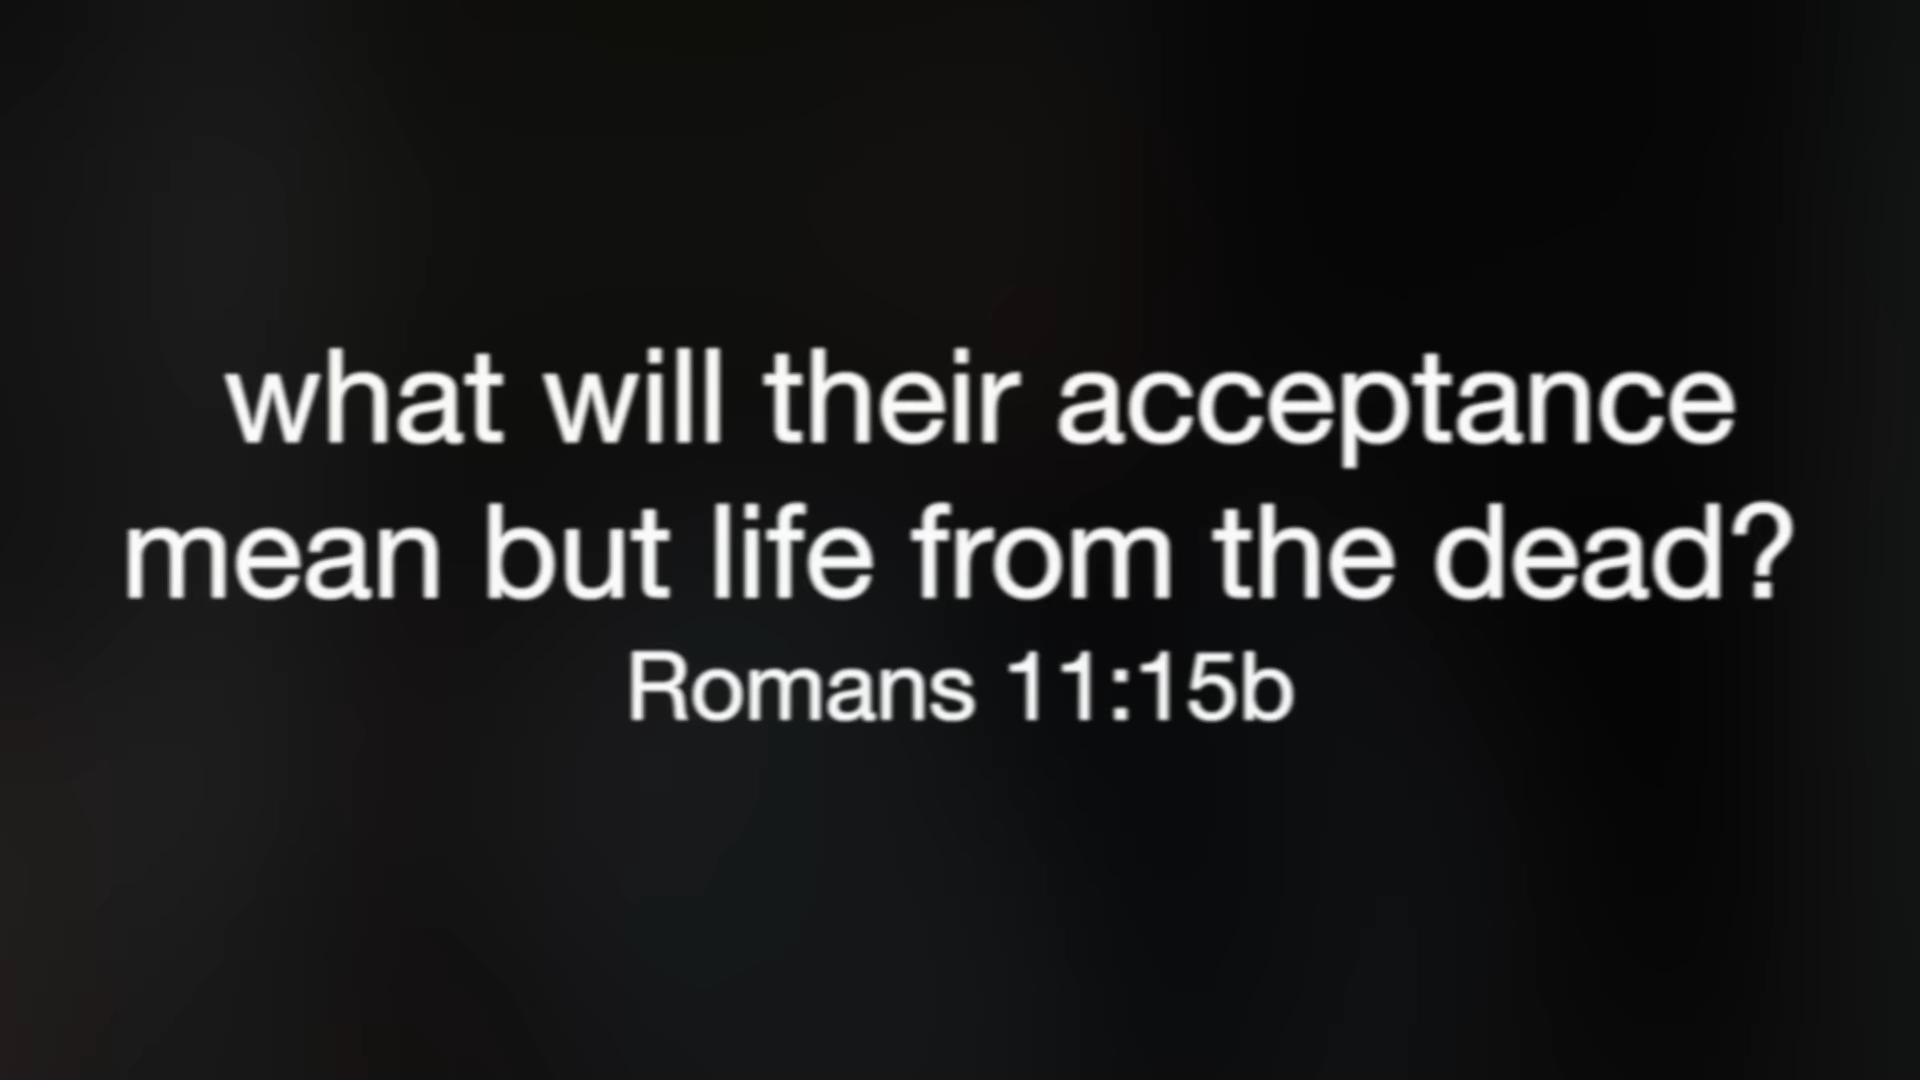 what will their acceptance
mean but life from the dead?
Romans 11:15b